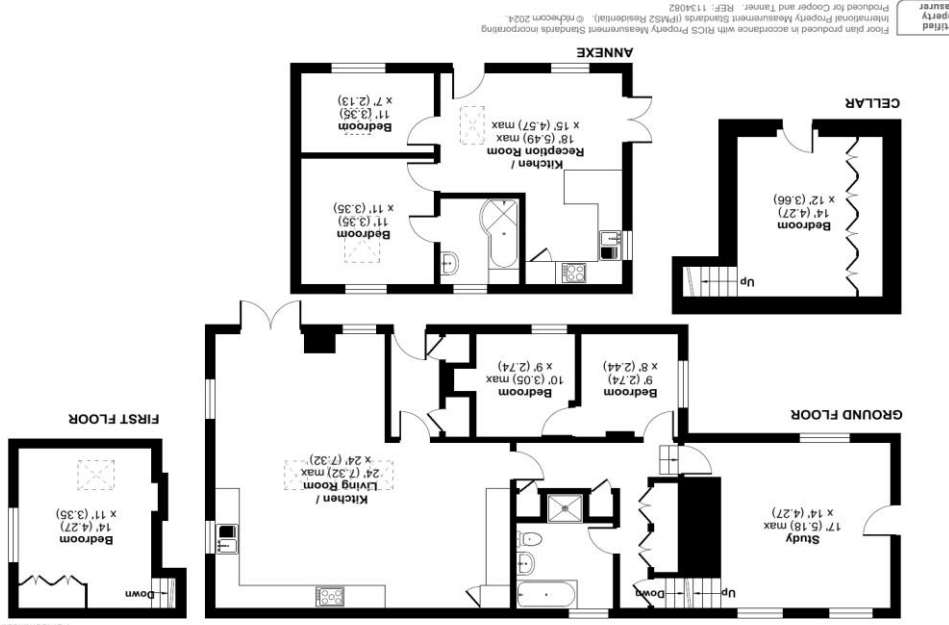 Up
Down
Study
17' (5.18) max
x 14' (4.27)
Kitchen /
Living Room
24' (7.32) max
x 24' (7.32)
Bedroom
9' (2.74)
x 8' (2.44)
Bedroom
10' (3.05) max
x 9' (2.74)
GROUND FLOOR
Down
Bedroom
14' (4.27)
x 11' (3.35)
FIRST FLOOR
Up
Bedroom
14' (4.27)
x 12' (3.66)
CELLAR
Kitchen /
Reception Room
18' (5.49) max
x 15' (4.57) max
Bedroom
11' (3.35)
x 11' (3.35)
Bedroom
11' (3.35)
x 7' (2.13)
ANNEXE
Floor plan produced in accordance with RICS Property Measurement Standards incorporating
International Property Measurement Standards (IPMS2 Residential). © nichecom 2024.
Produced for Cooper and Tanner. REF: 1134082
rtified
operty
asurer